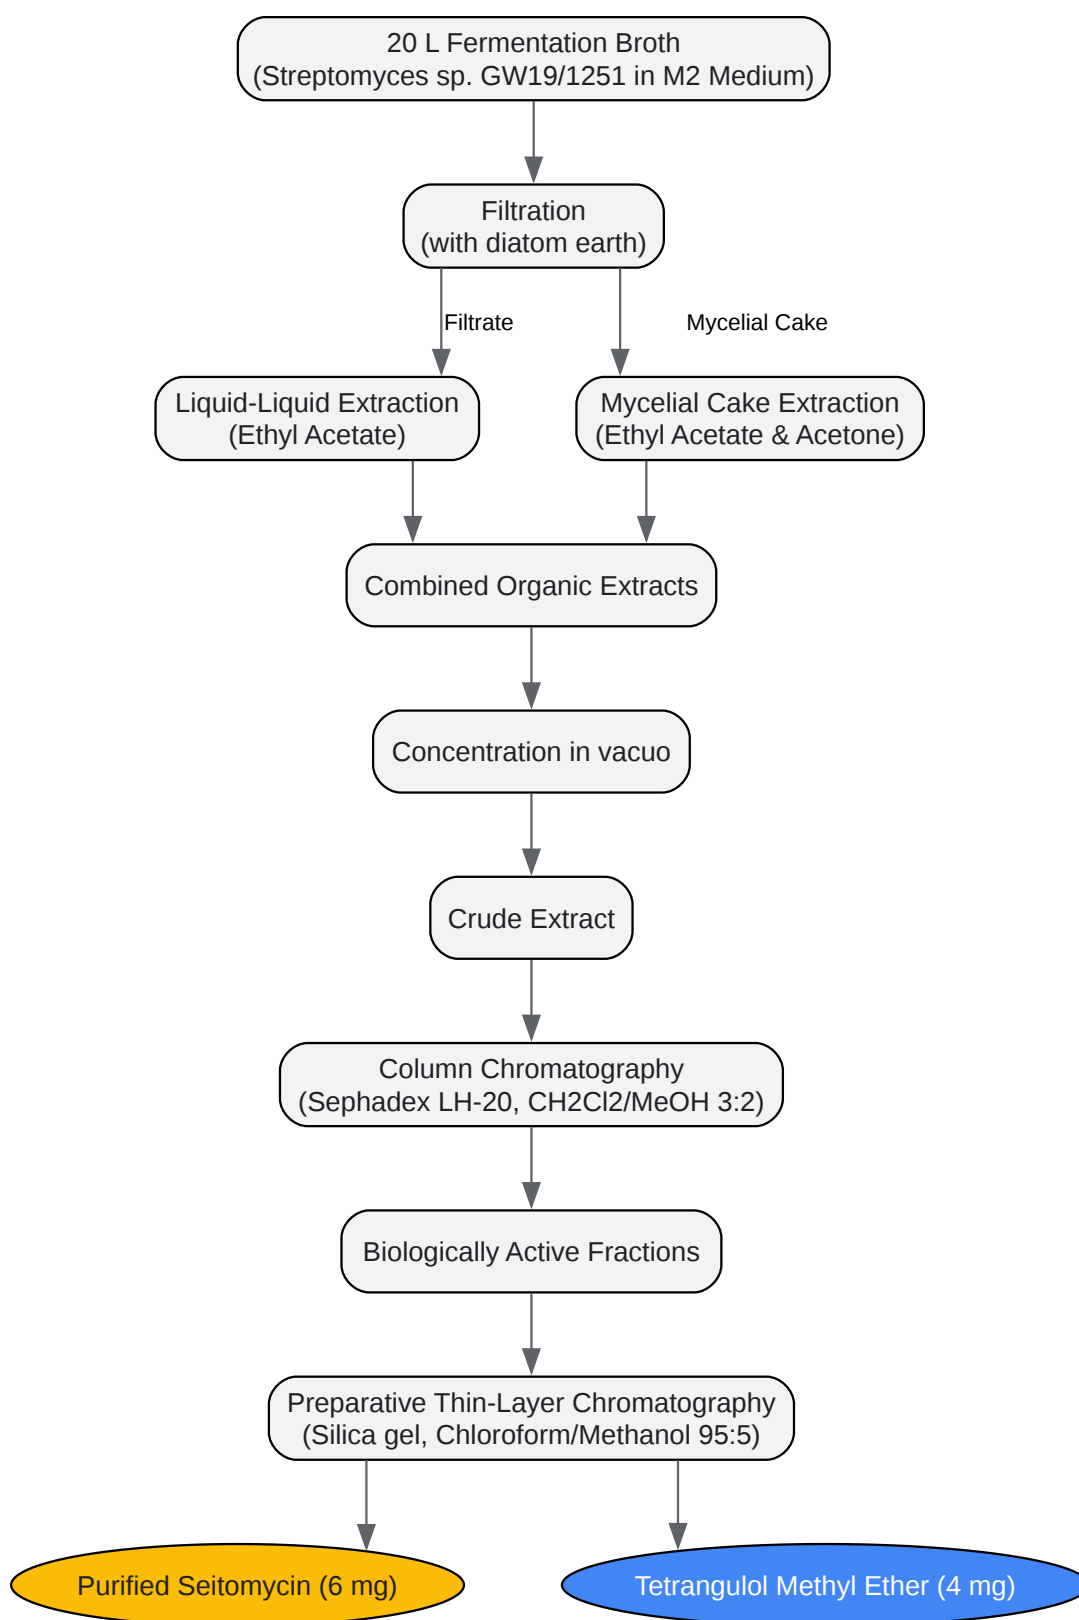 20 L Fermentation Broth
(Streptomyces sp. GW19/1251 in M2 Medium)
Filtration
(with diatom earth)
Filtrate
Mycelial Cake
Liquid-Liquid Extraction
(Ethyl Acetate)
Mycelial Cake Extraction
(Ethyl Acetate & Acetone)
Combined Organic Extracts
Concentration in vacuo
Crude Extract
Column Chromatography
(Sephadex LH-20, CH2Cl2/MeOH 3:2)
Biologically Active Fractions
Preparative Thin-Layer Chromatography
(Silica gel, Chloroform/Methanol 95:5)
Purified Seitomycin (6 mg)
Tetrangulol Methyl Ether (4 mg)